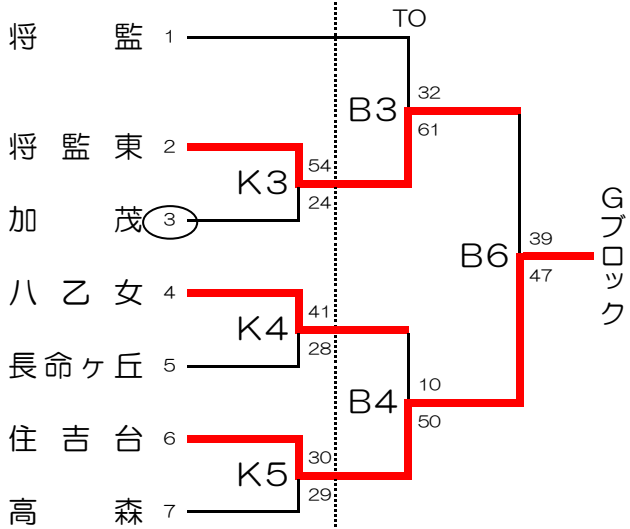 TO
将監 1
32
B3
61
将監東 2
54
K3
24
加茂 3
Gブロック
39
B6
47
八乙女 4
41
K4
28
長命ヶ丘 5
10
B4
50
住吉台 6
30
K5
29
高森 7